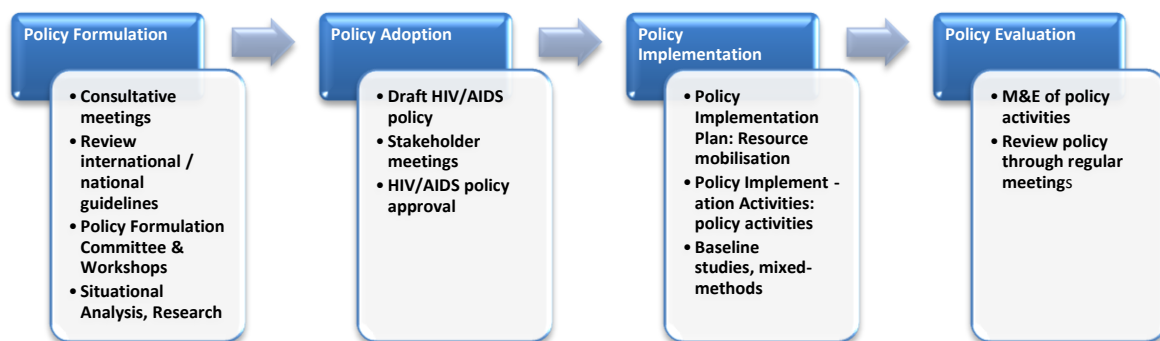 Policy Formulation
• Consultative
meetings
• Review
international /
national
guidelines
• Policy Formulation
Committee &
Workshops
• Situational
Analysis, Research
Policy Adoption
• Draft HIV/AIDS
policy
• Stakeholder
meetings
• HIV/AIDS policy
approval
Policy
Implementation
• Policy
Implementation
Plan: Resource
mobilisation
• Policy Implement -
ation Activities:
policy activities
• Baseline
studies, mixed-
methods
Policy Evaluation
• M&E of policy
activities
• Review policy
through regular
meetings